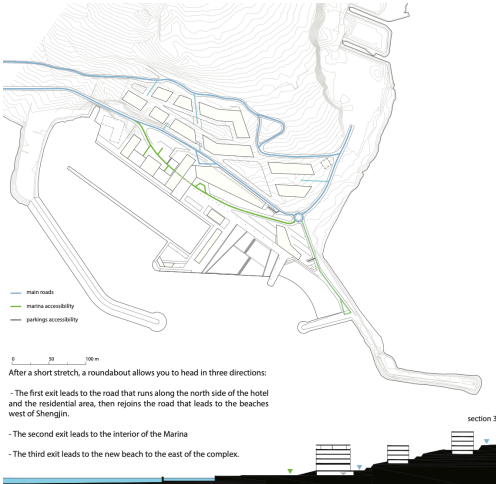 main roads
marina accessibility
parkings accessibility
0 50 100 m
After a short stretch, a roundabout allows you to head in three directions:
- The first exit leads to the road that runs along the north side of the hotel
and the residential area, then rejoins the road that leads to the beaches
west of Shengjin.
- The second exit leads to the interior of the Marina
- The third exit leads to the new beach to the east of the complex.
section 3